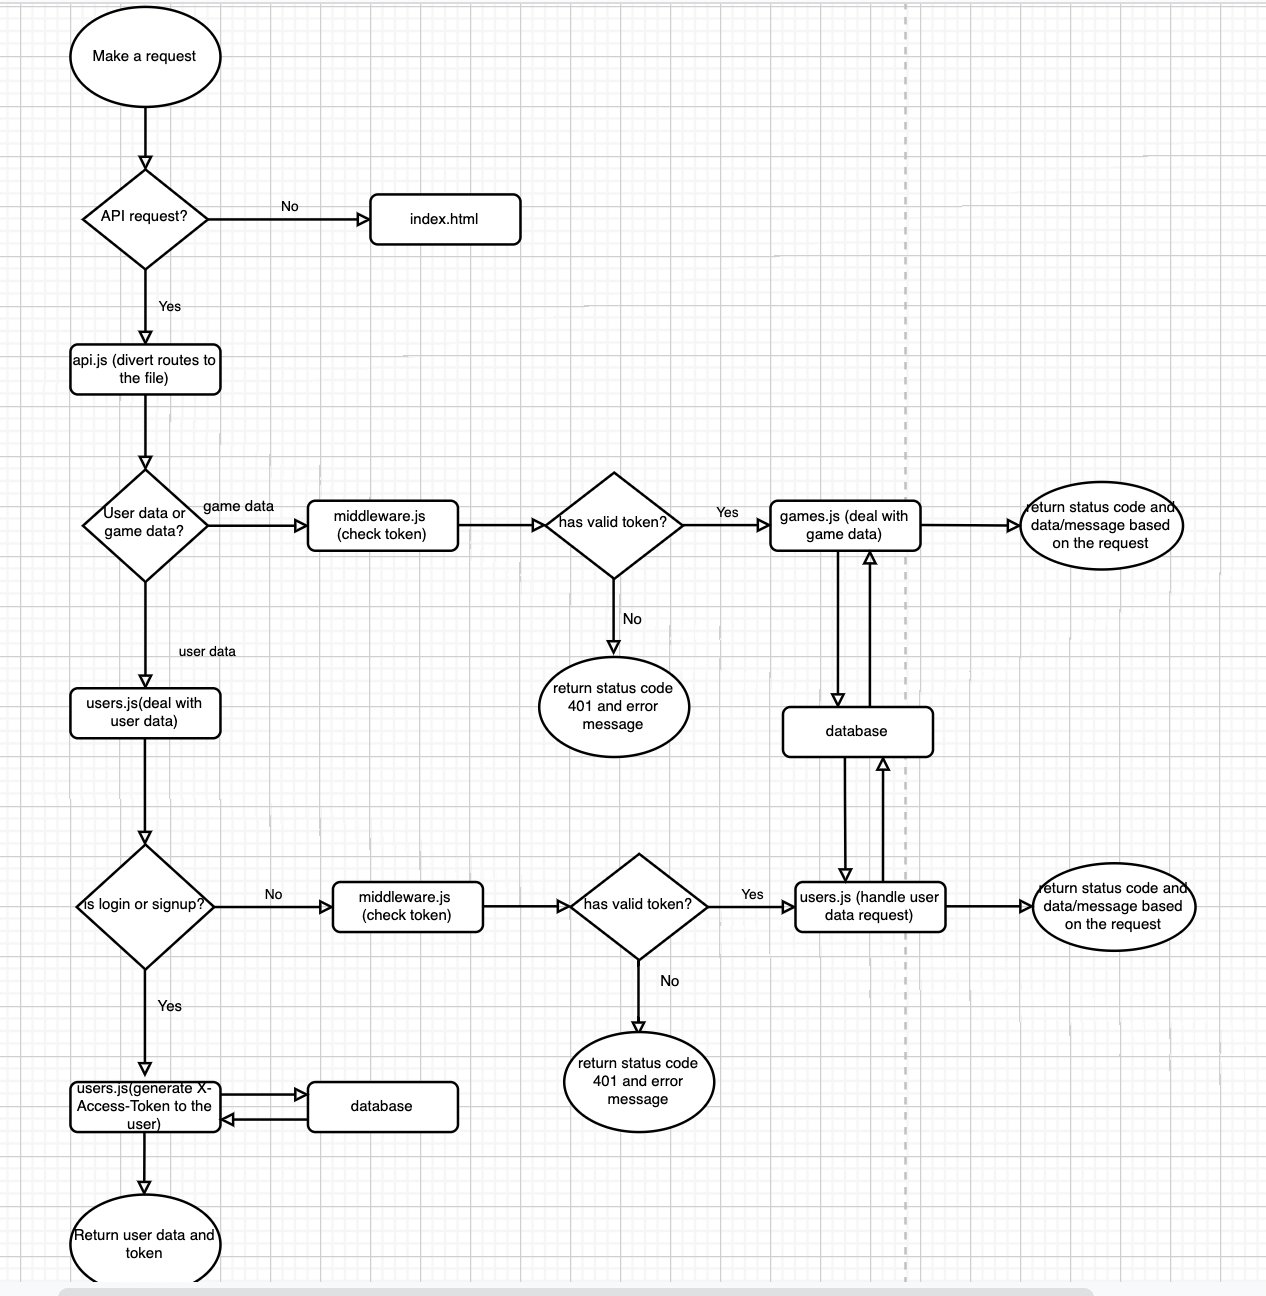 Make a request
API request?
No
index.html
Yes
api.js (divert routes to
the file)
User data or
game data?
game data
middleware.js
(check token)
has valid token?
Yes
games.js (deal with
game data)
return status code and
data/message based
on the request
No
return status code
401 and error
message
user data
users.js(deal with
user data)
database
is login or signup?
No
middleware.js
(check token)
has valid token?
Yes
users.js (handle user
data request)
return status code and
data/message based
on the request
No
return status code
401 and error
message
Yes
users.js(generate X-
Access-Token to the
user)
database
Return user data and
token